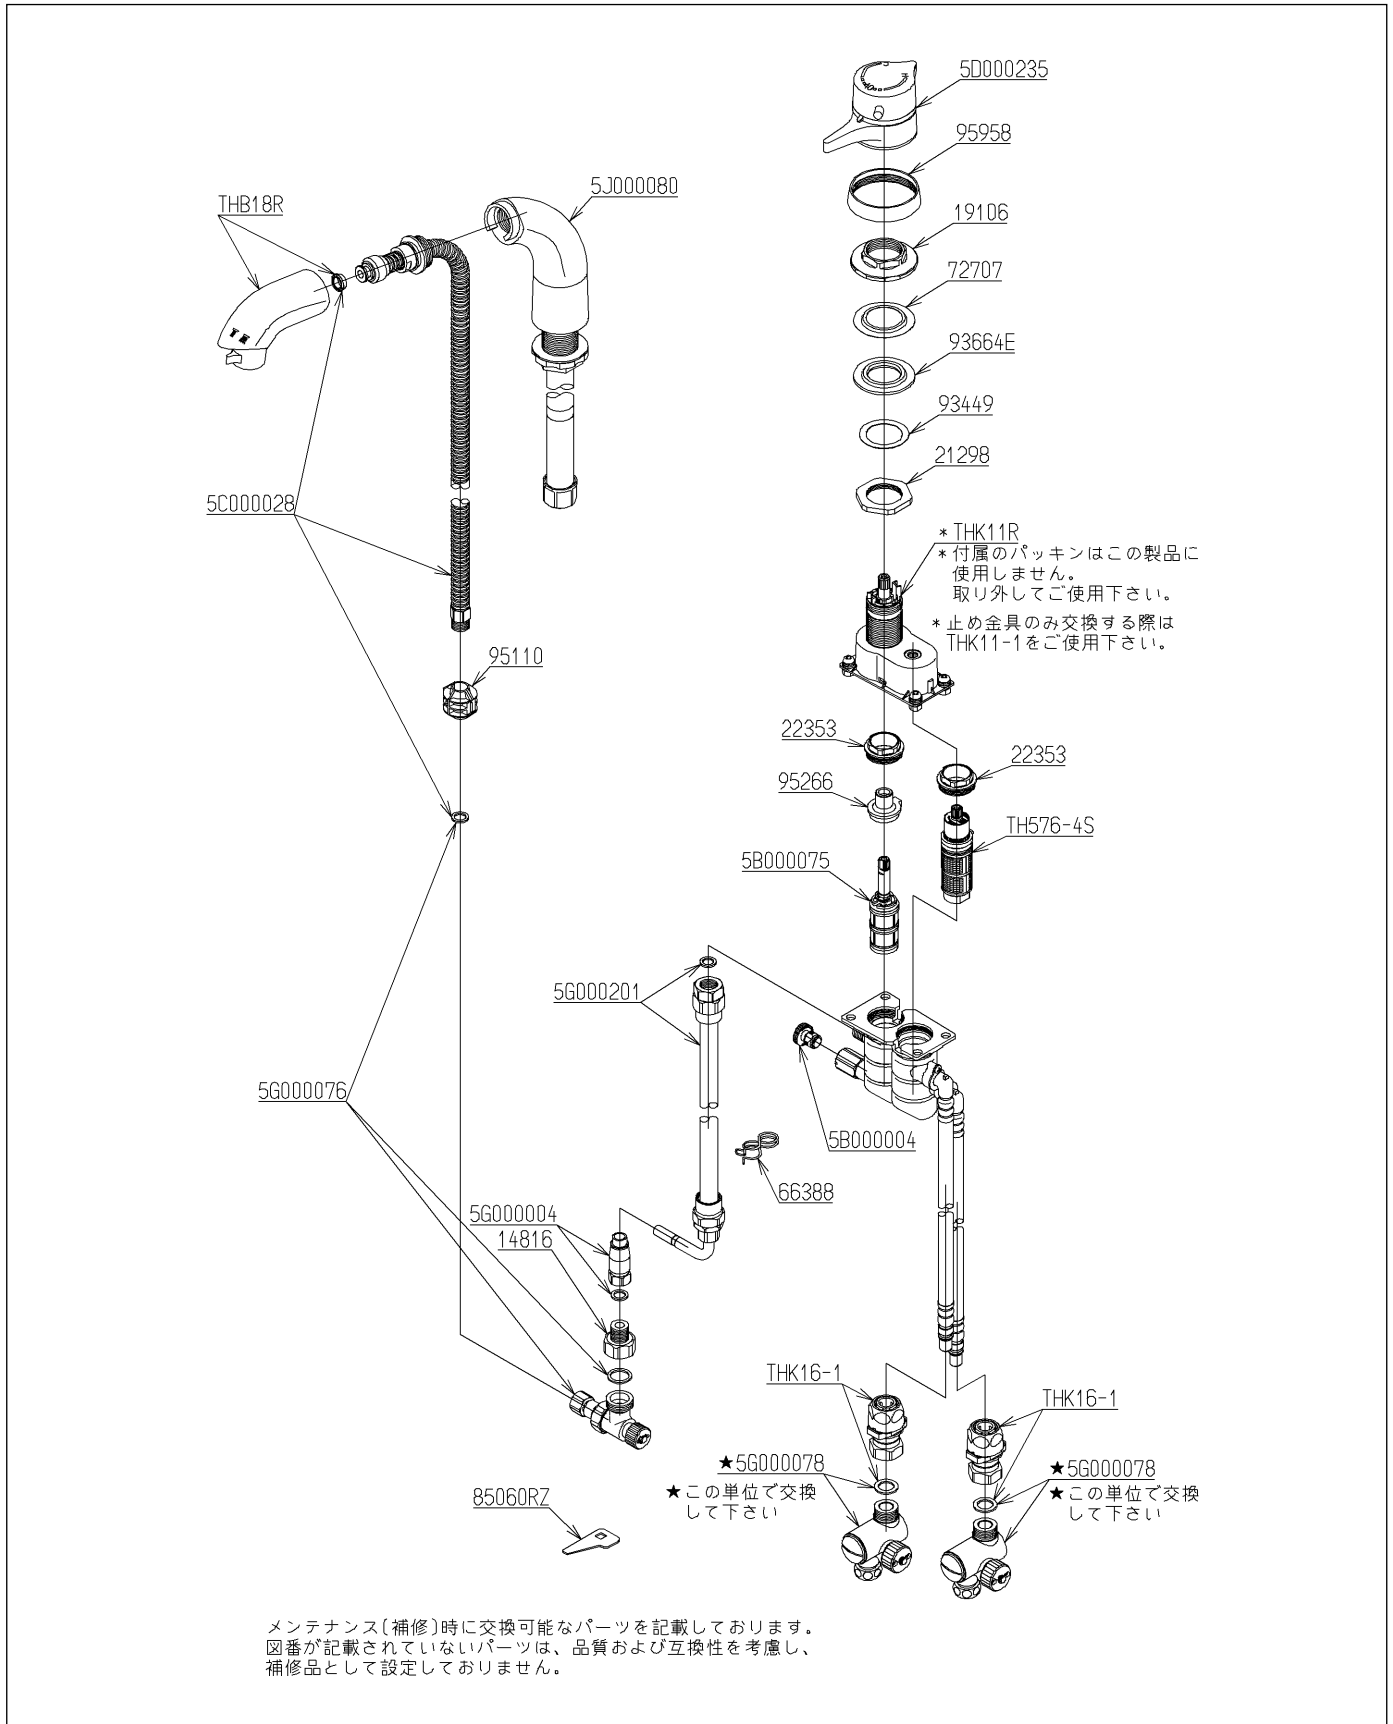 5D000235
95958
5J000080
THB18R
19106
72707
93664E
93449
21298
5C000028
*THK11R
*付属のパッキンはこの製品に
使用しません。
取り外してご使用下さい。
*止め金具のみ交換する際は
THK11-1をご使用下さい。
95110
22353
22353
95266
TH576-4S
5B000075
5G000201
5G000076
5B000004
66388
5G000004
14816
THK16-1
THK16-1
★5G000078
★この単位で交換
して下さい
★5G000078
★この単位で交換
して下さい
85060RZ
メンテナンス(補修)時に交換可能なパーツを記載しております。
図番が記載されていないパーツは、品質および互換性を考慮し、
補修品として設定しておりません。